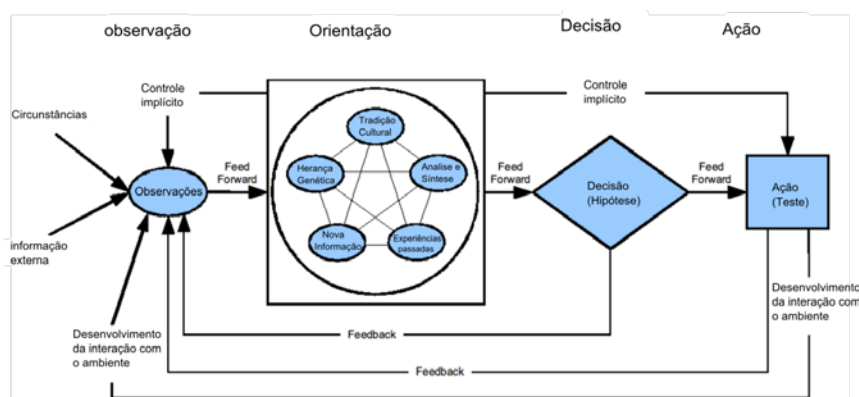 observação
Orientação
Decisão
Ação
Controle
implícito
Controle
implícito
Circunstâncias
Tradição
Cultural
Herança
Genética
Analise e
Síntese
Nova
Informação
Experiências
passadas
Observações
Feed
Forward
Feed
Forward
Decisão
(Hipótese)
Feed
Forward
Ação
(Teste)
informação
externa
Desenvolvimento
da interação com
o ambiente
Desenvolvimento
da interação com
o ambiente
Feedback
Feedback